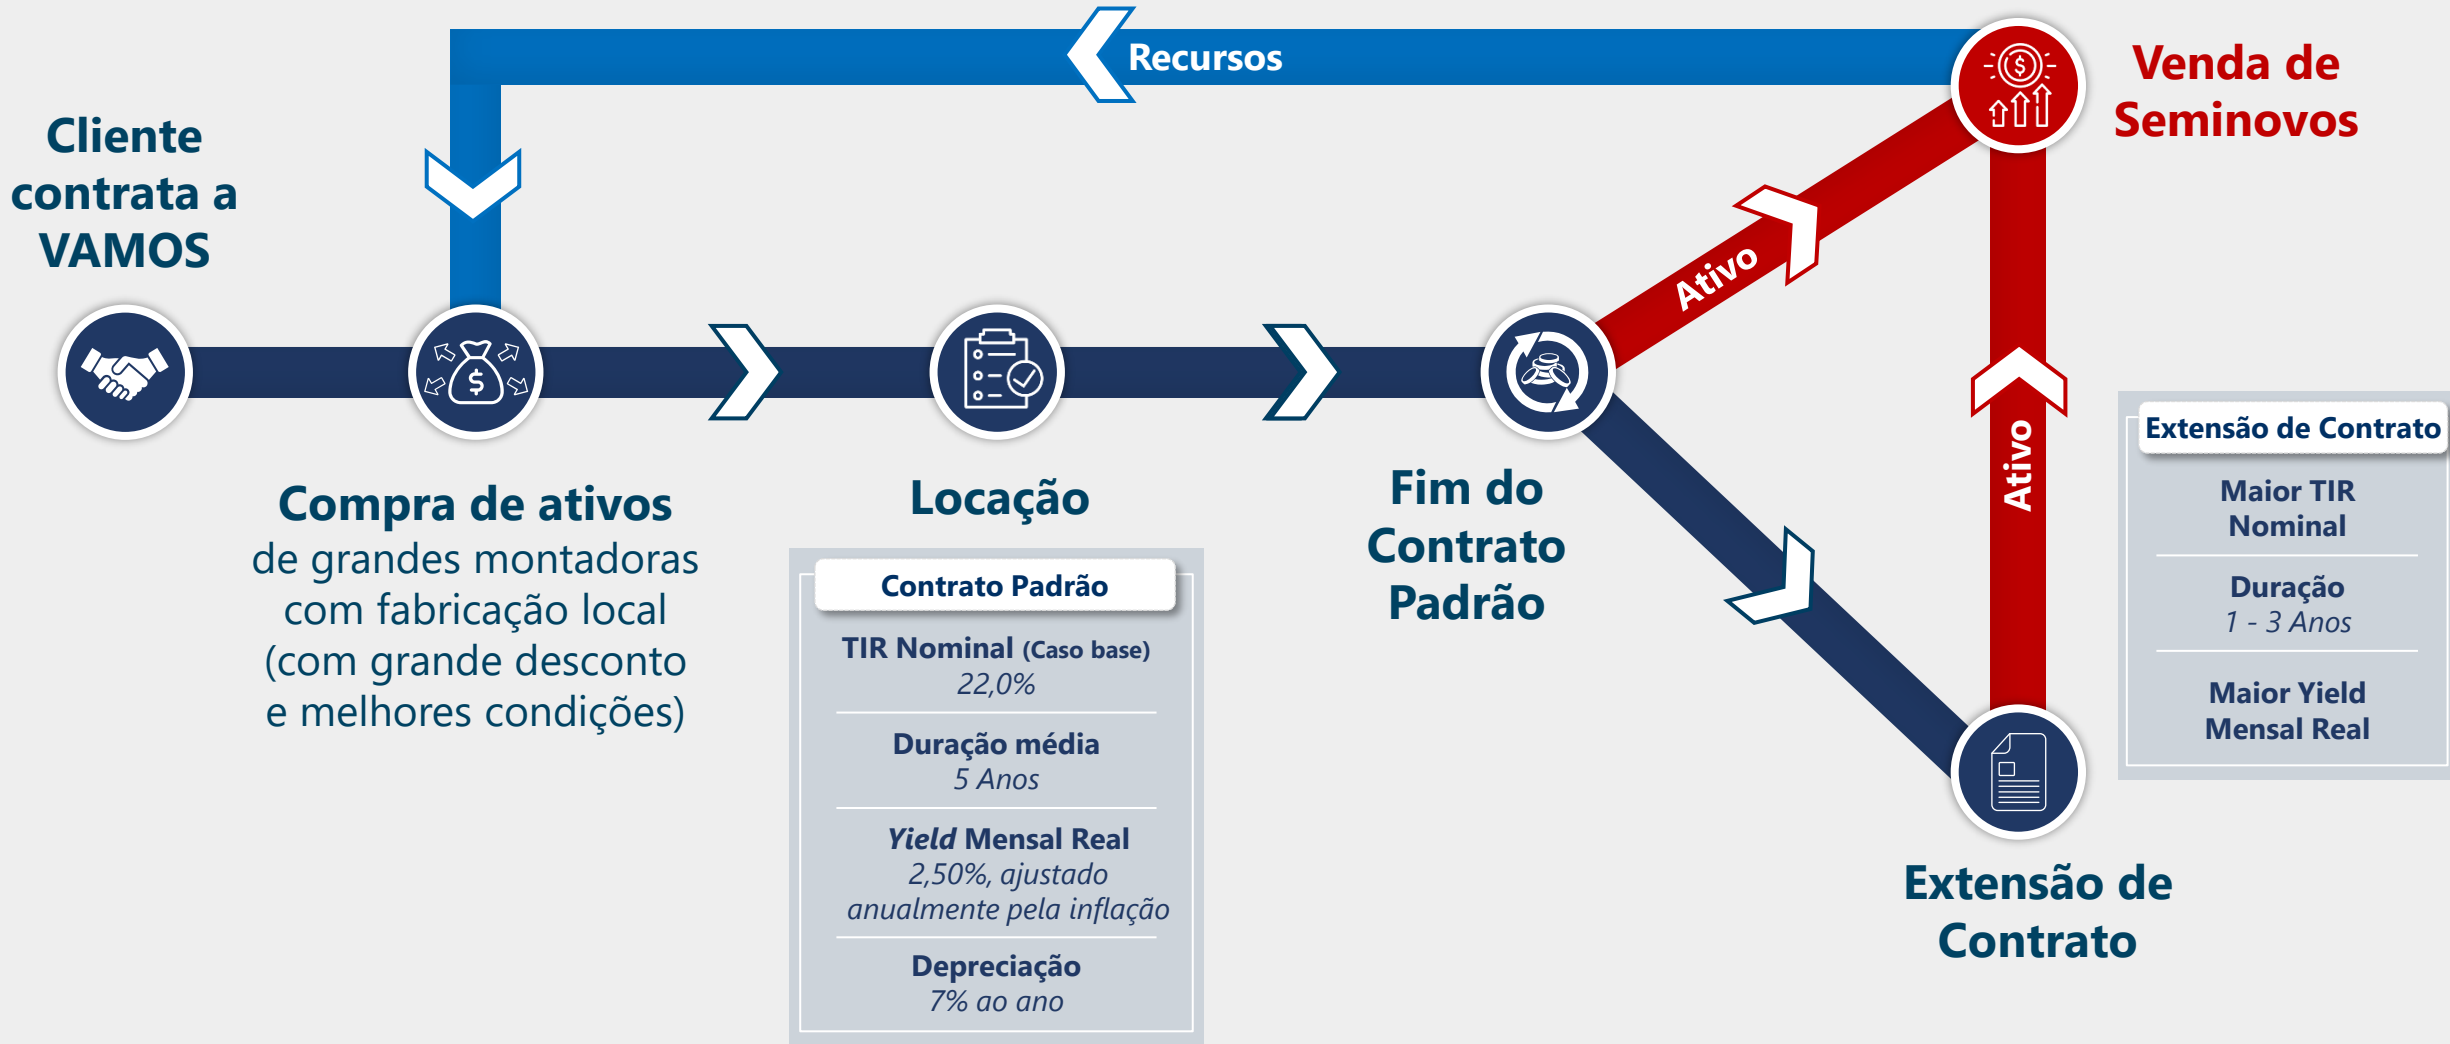 Recursos
Venda de
Seminovos
Cliente
contrata a
VAMOS
Ativo
Ativo
Compra de ativos
de grandes montadoras
com fabricação local
(com grande desconto
e melhores condições)
Locação
Contrato Padrão
TIR Nominal (Caso base)
22,0%
Duração média
5 Anos
Yield Mensal Real
2,50%, ajustado
anualmente pela inflação
Depreciação
7% ao ano
Fim do
Contrato
Padrão
Extensão de Contrato
Maior TIR
Nominal
Duração
1 - 3 Anos
Maior Yield
Mensal Real
Extensão de
Contrato